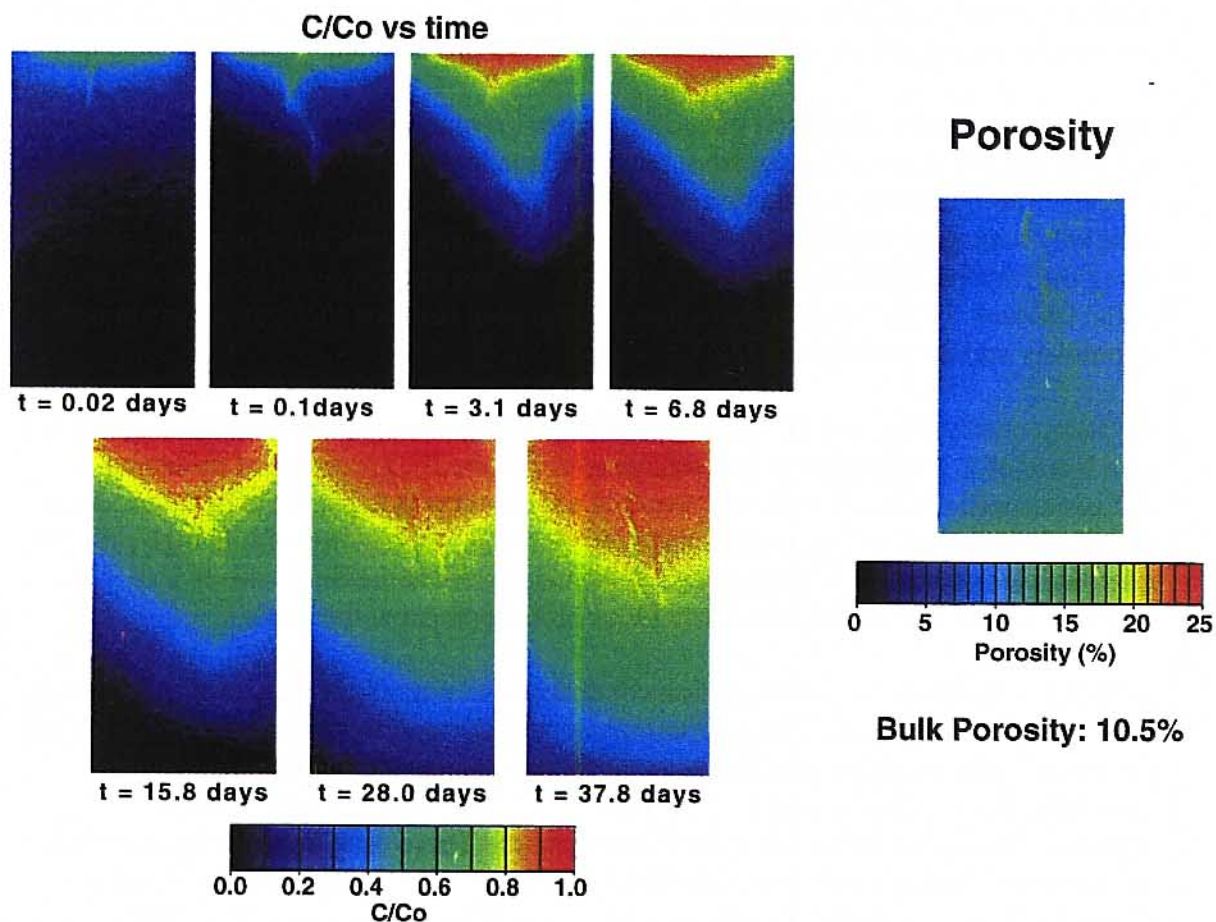 C/Co vs time
t = 0.02 days
t = 0.1days
t = 3.1 days
t = 6.8 days
t = 15.8 days
t = 28.0 days
t = 37.8 days
0.0 0.2 0.4 0.6 0.8 1.0
C/Co
Porosity
0 5 10 15 20 25
Porosity (%)
Bulk Porosity: 10.5%